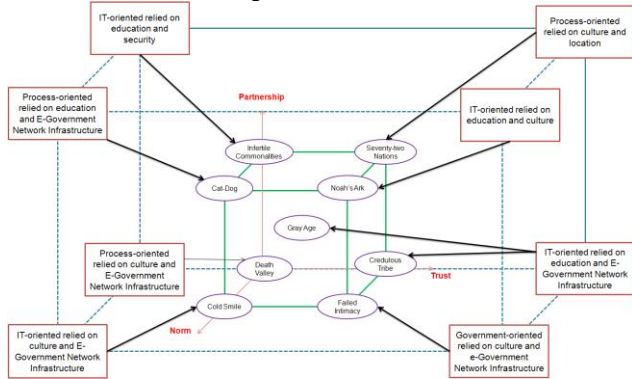 IT-oriented relied on
education and
security
Process-oriented
relied on culture and
location
Process-oriented
relied on education
and E-Government
Network Infrastructure
Partnership
IT-oriented relied on
education and culture
Infertile
Commonalities
Seventy-two
Nations
Cat-Dog
Noah's Ark
Gray Age
Process-oriented
relied on culture and
E-Government
Network Infrastructure
Death
Valley
Credulous
Tribe
Trust
IT-oriented relied on
education and E-
Government Network
Infrastructure
Cold Smile
Failed
Intimacy
Norm
IT-oriented relied on
culture and E-
Government Network
Infrastructure
Government-oriented
relied on culture and
e-Government
Network Infrastructure